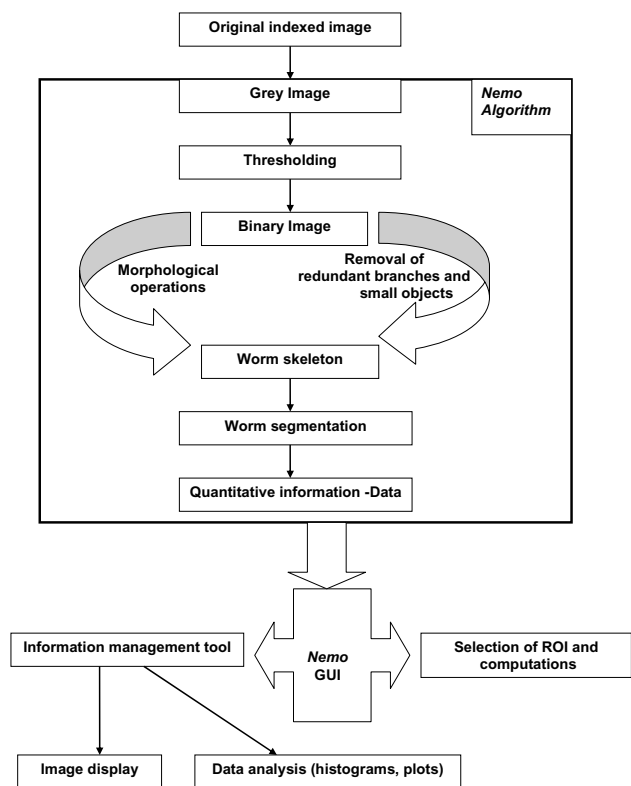 Original indexed image
Grey Image
Nemo
Algorithm
Thresholding
Binary Image
Morphological
operations
Removal of
redundant branches and
small objects
Worm skeleton
Worm segmentation
Quantitative information -Data
Information management tool
Nemo
GUI
Selection of ROI and
computations
Image display
Data analysis (histograms, plots)